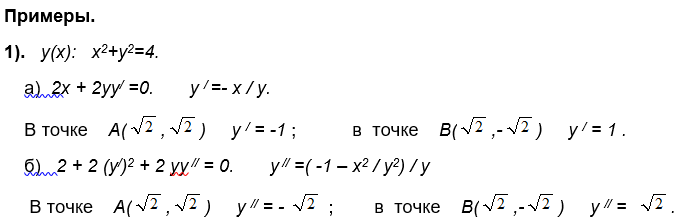 Примеры.
1). y(x): x²+y²=4.
а) 2x + 2yy′ =0. y′ =- x / y.
В точке A(√2 , √2 ) y′ = -1 ; в точке B(√2 ,-√2 ) y′ = 1 .
б) 2 + 2 (y′)² + 2 yy′′ = 0. y′′ =( -1 – x² / y²) / y
В точке A(√2 , √2 ) y′′ = - √2 ; в точке B(√2 ,-√2 ) y′′ = √2 .